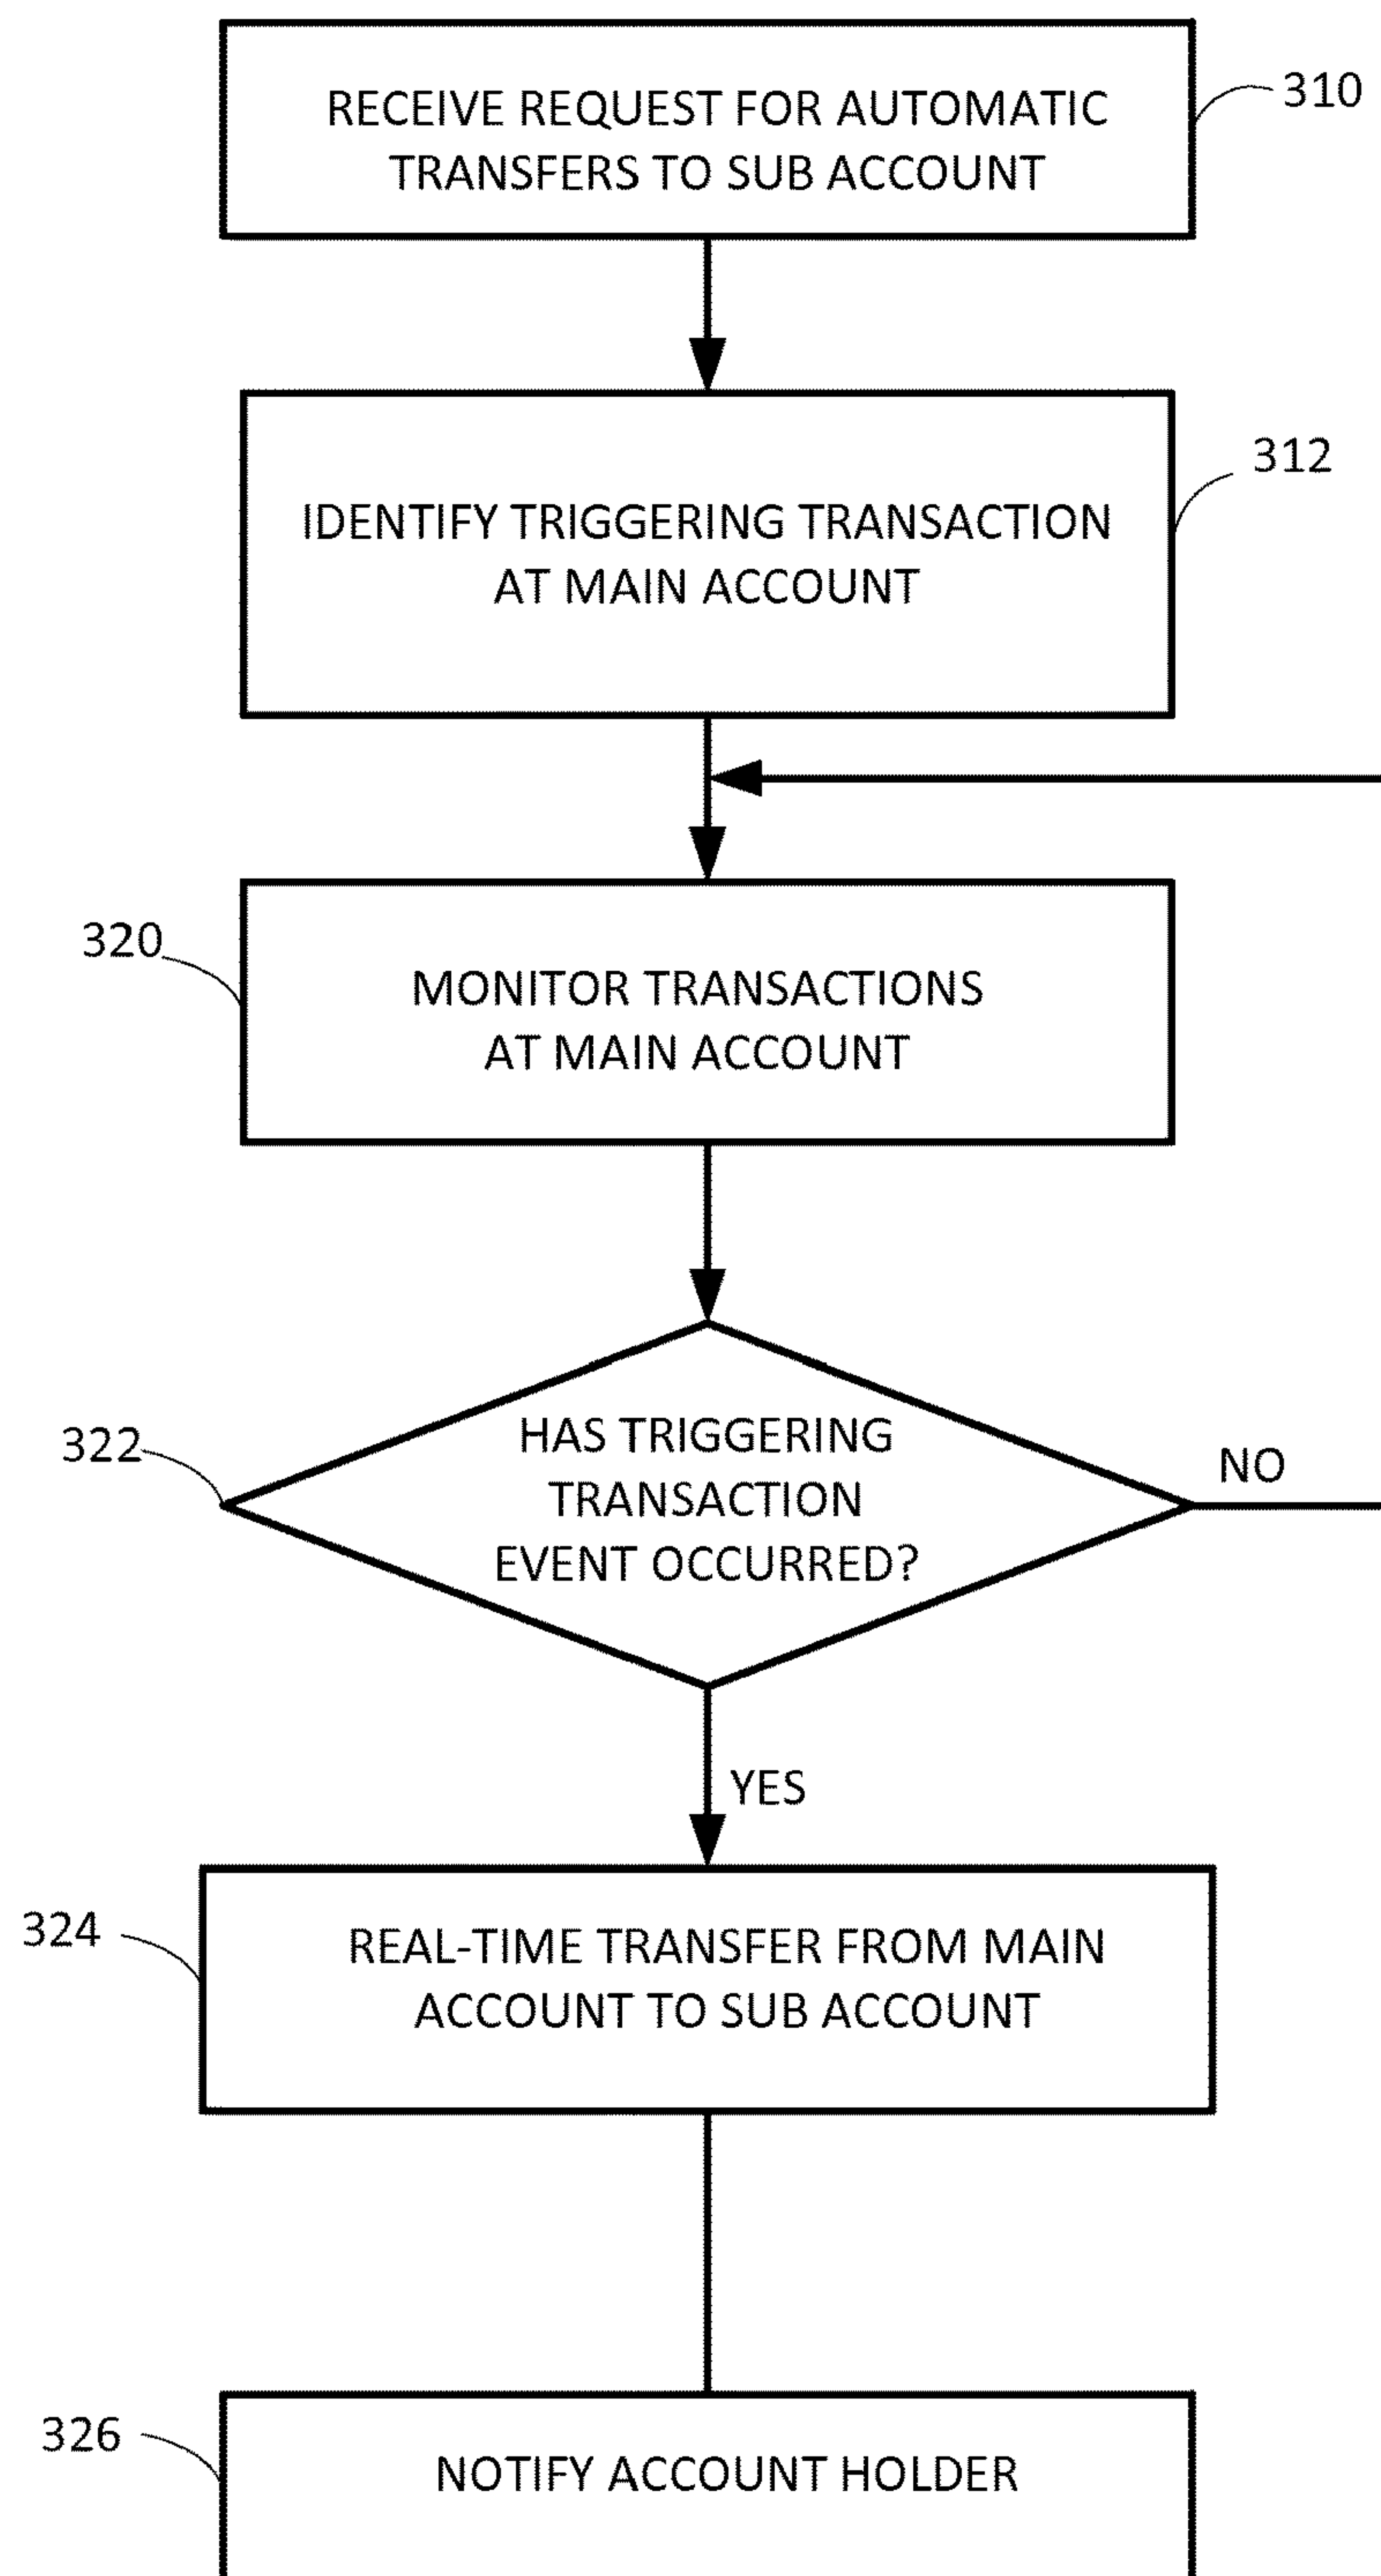 RECEIVE REQUEST FOR AUTOMATIC
TRANSFERS TO SUB ACCOUNT
310
IDENTIFY TRIGGERING TRANSACTION
AT MAIN ACCOUNT
312
320
MONITOR TRANSACTIONS
AT MAIN ACCOUNT
322
HAS TRIGGERING
TRANSACTION
EVENT OCCURRED?
NO
YES
324
REAL-TIME TRANSFER FROM MAIN
ACCOUNT TO SUB ACCOUNT
326
NOTIFY ACCOUNT HOLDER